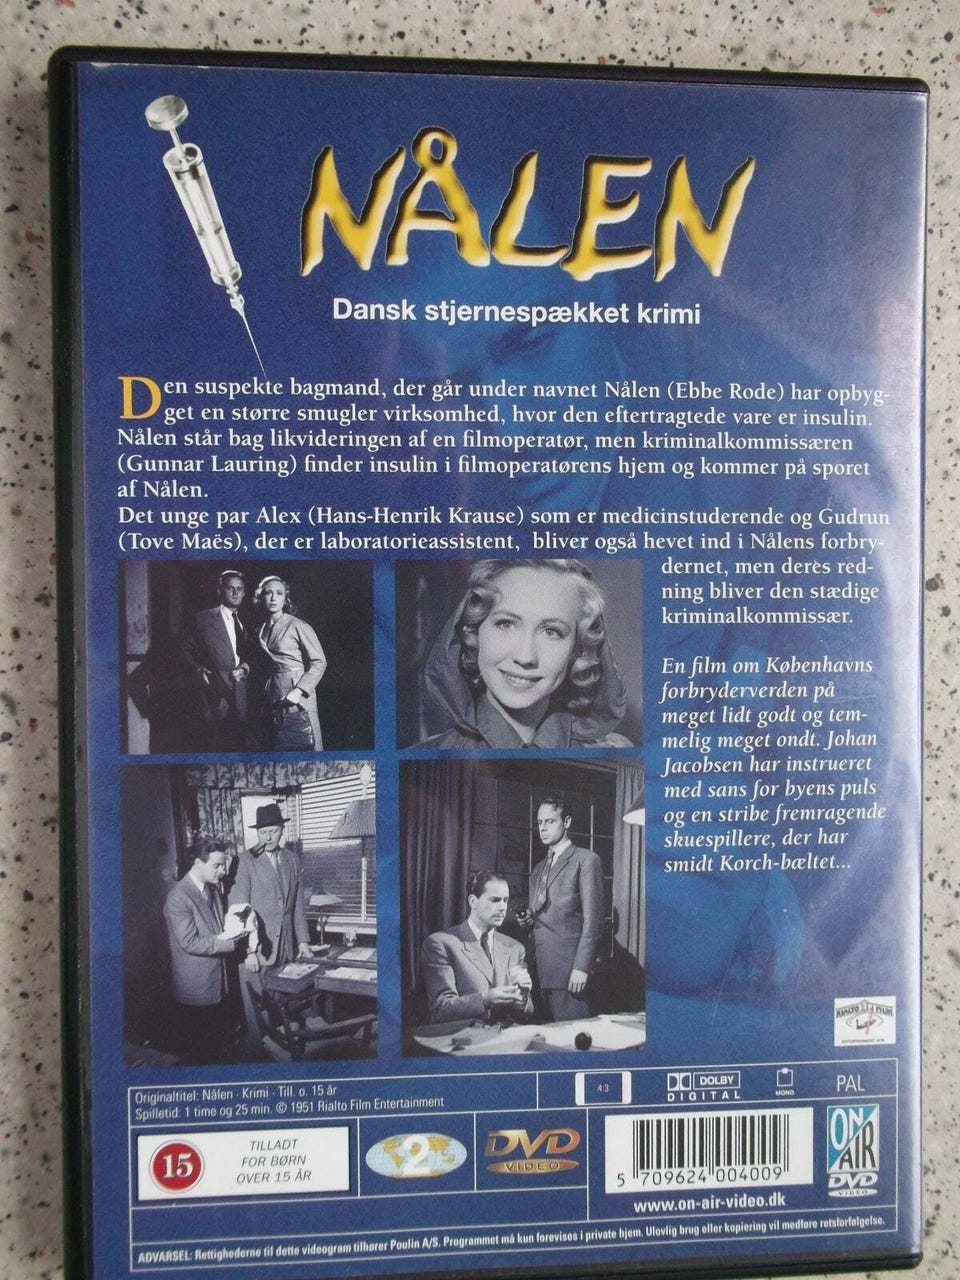 NÅLEN
Dansk stjernespækket krimi
Den suspekte bagmand, der går under navnet Nålen (Ebbe Rode) har opbyg-
get en større smugler virksomhed, hvor den eftertragtede vare er insulin.
Nålen står bag likvideringen af en filmoperatør, men kriminalkommissæren
(Gunnar Lauring) finder insulin i filmoperatørens hjem og kommer på sporet
af Nålen.
Det unge par Alex (Hans-Henrik Krause) som er medicinstuderende og Gudrun
(Tove Maës), der er laboratorieassistent, bliver også hevet ind i Nålens forbry-
dernet, men deres red-
ning bliver den stædige
kriminalkommissær.
En film om Københavns
forbryderverden på
meget lidt godt og tem-
melig meget ondt. Johan
Jacobsen har instrueret
med sans for byens puls
og en stribe fremragende
skuespillere, der har
smidt Korch-bæltet...
RIALTO FILM
ENTERTAINMENT
Originaltitel: Nålen · Krimi · Till. o. 15 år
Spilletid: 1 time og 25 min. © 1951 Rialto Film Entertainment
4:3
DOLBY
DIGITAL
MONO
PAL
15
TILLADT
FOR BØRN
OVER 15 ÅR
2
DVD
VIDEO
5 709624 004009
www.on-air-video.dk
ON
AIR
DVD
VIDEO
ADVARSEL: Rettighederne til dette videogram tilhører Poulin A/S. Programmet må kun forevises i private hjem. Ulovlig brug eller kopiering vil medføre retsforfølgelse.